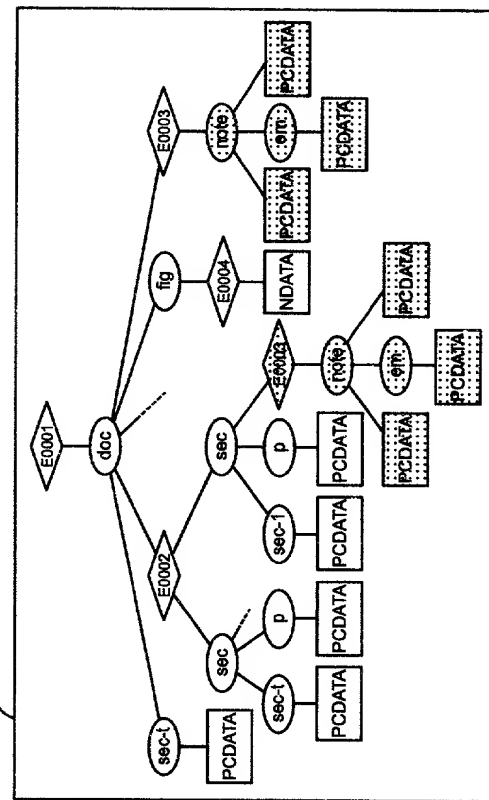 E0001
doc
sec-t
PCDATA
E0002
fig
E0003
sec
sec
E0004
note
sec-t
p
sec-1
p
E0003
NDATA
PCDATA
em
PCDATA
PCDATA
PCDATA
PCDATA
PCDATA
note
PCDATA
PCDATA
em
PCDATA
PCDATA